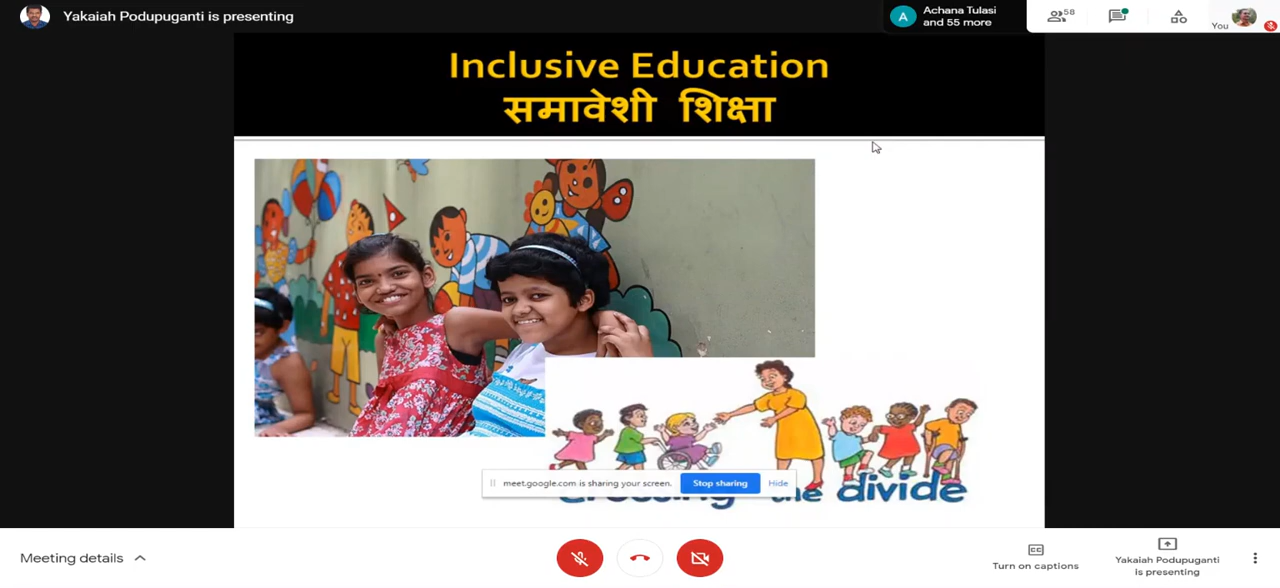 Yakaiah Podupuganti is presenting
A
Achana Tulasi
and 55 more
58
You
Inclusive Education
समावेशी शिक्षा
meet.google.com is sharing your screen.
Stop sharing
Hide
Crossing the divide
Meeting details
Turn on captions
Yakaiah Podupuganti
is presenting